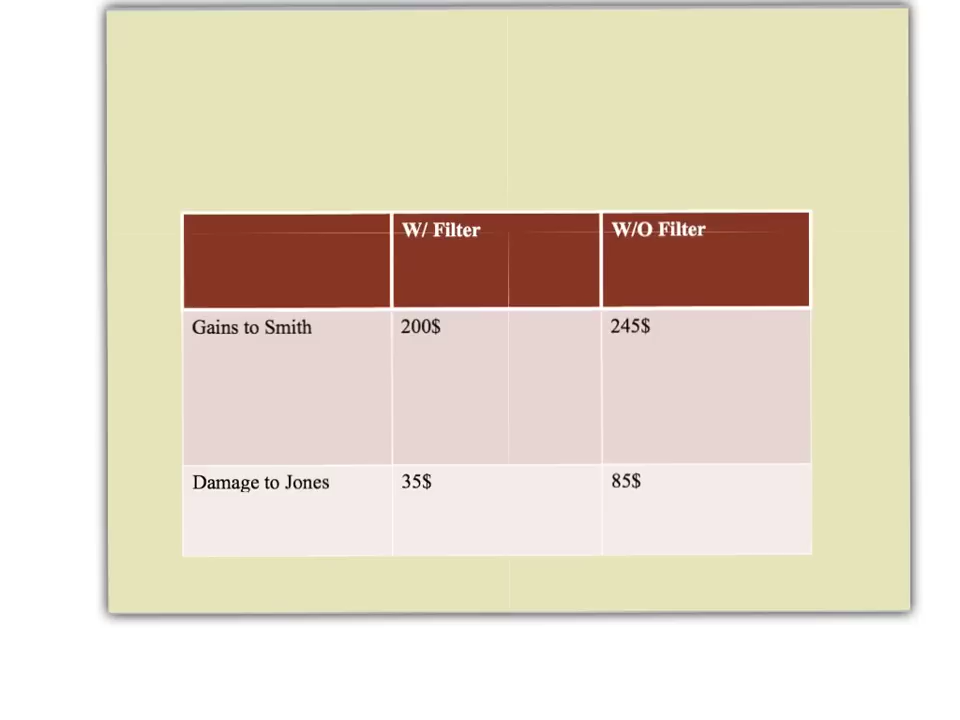 W/ Filter W/O Filter
Gains to Smith 200$ 245$
Damage to Jones 35$ 85$